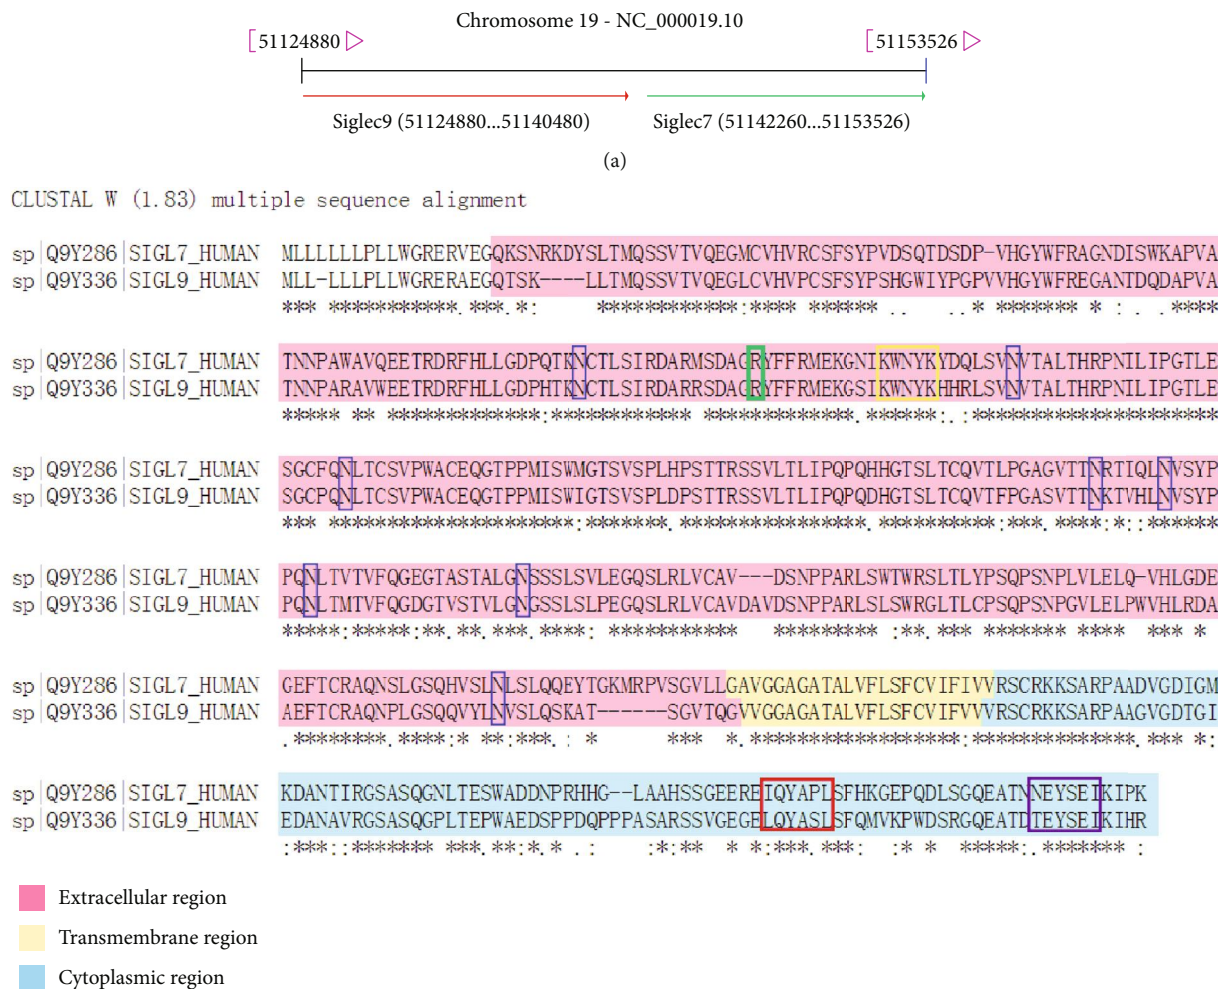 Chromosome 19 - NC_000019.10
51124880 51153526
Siglec9 (51124880...51140480) Siglec7 (51142260...51153526)
(a)
CLUSTAL W (1.83) multiple sequence alignment
sp|Q9Y286|SIGL7_HUMAN MLLLLLLPLLWGRERVEGQKSNRKDYSLTMQSSVTVQEGMCVHVRCSFSYPVDSQTDSDP-VHGYWFRAGNDISWKAPVA
sp|Q9Y336|SIGL9_HUMAN MLL-LLLPLLWGRERAEGQTSK----LLTMQSSVTVQEGLCVHVPCSFSYPSHGWIYPGPVVHGYWFREGANTDQDAPVA
*** ***********.***.*: ***********:**** ****** .. .* ****** * : . ****
sp|Q9Y286|SIGL7_HUMAN TNNPAWAVQEETRDRFHLLGDPQTKNCTLSIRDARMSDAGRYFFRMEKGNIKWNYKYDQLSVNVTALTHRPNILIPGTLE
sp|Q9Y336|SIGL9_HUMAN TNNPARAVWEETRDRFHLLGDPHTKNCTLSIRDARRSDAGRYFFRMEKGSIKWNYKHHRLSVNVTALTHRPNILIPGTLE
***** ** *************:************ *************.******:.:*********************
sp|Q9Y286|SIGL7_HUMAN SGCFQNLTCSVPWACEQGTPPMISWMGTSVSPLHPSTTRSSVLTLIPQPQHHGTSLTCQVTLPGAGVTTNRTIQLNVSYP
sp|Q9Y336|SIGL9_HUMAN SGCPQNLTCSVPWACEQGTPPMISWIGTSVSPLDPSTTRSSVLTLIPQPQDHGTSLTCQVTFPGASVTTNKTVHLNVSYP
*** *********************:*******.****************.**********:***.****:*::******
sp|Q9Y286|SIGL7_HUMAN PQNLTVTVFQGEGTASTALGNSSSLSVLEGQSLRLVCAV---DSNPPARLSWTWRSLTLYPSQPSNPLVLELQ-VHLGDE
sp|Q9Y336|SIGL9_HUMAN PQNLTMTVFQGDGTVSTVLGNGSSLSLPEGQSLRLVCAVDAVDSNPPARLSLSWRGLTLCPSQPSNPGVLELPWVHLRDA
*****:*****:**.**.***.****: *********** ********* :**.*** ******* **** *** *
sp|Q9Y286|SIGL7_HUMAN GEFTCRAQNSLGSQHVSLNLSLQQEYTGKMRPVSGVLLGAVGGAGATALVFLSFCVIFIVVRSCRKKSARPAADVGDIGM
sp|Q9Y336|SIGL9_HUMAN AEFTCRAQNPLGSQQVYLNVSLQSKAT------SGVTQGVVGGAGATALVFLSFCVIFVVVRSCRKKSARPAAGVGDTGI
.********.****:* **:***.: * *** *.******************:**************.*** *:
sp|Q9Y286|SIGL7_HUMAN KDANTIRGSASQGNLTESWADDNPRHHG--LAAHSSGEEREIQYAPLSFHKGEPQDLSGQEATNNEYSEIKIPK
sp|Q9Y336|SIGL9_HUMAN EDANAVRGSASQGPLTEPWAEDSPPDQPPPASARSSVGEGELQYASLSFQMVKPWDSRGQEATDTEYSEIKIHR
:***::******* ***.**:*.* .: :*:** * *:***.***: :* * *****:.******* :
Extracellular region
Transmembrane region
Cytoplasmic region